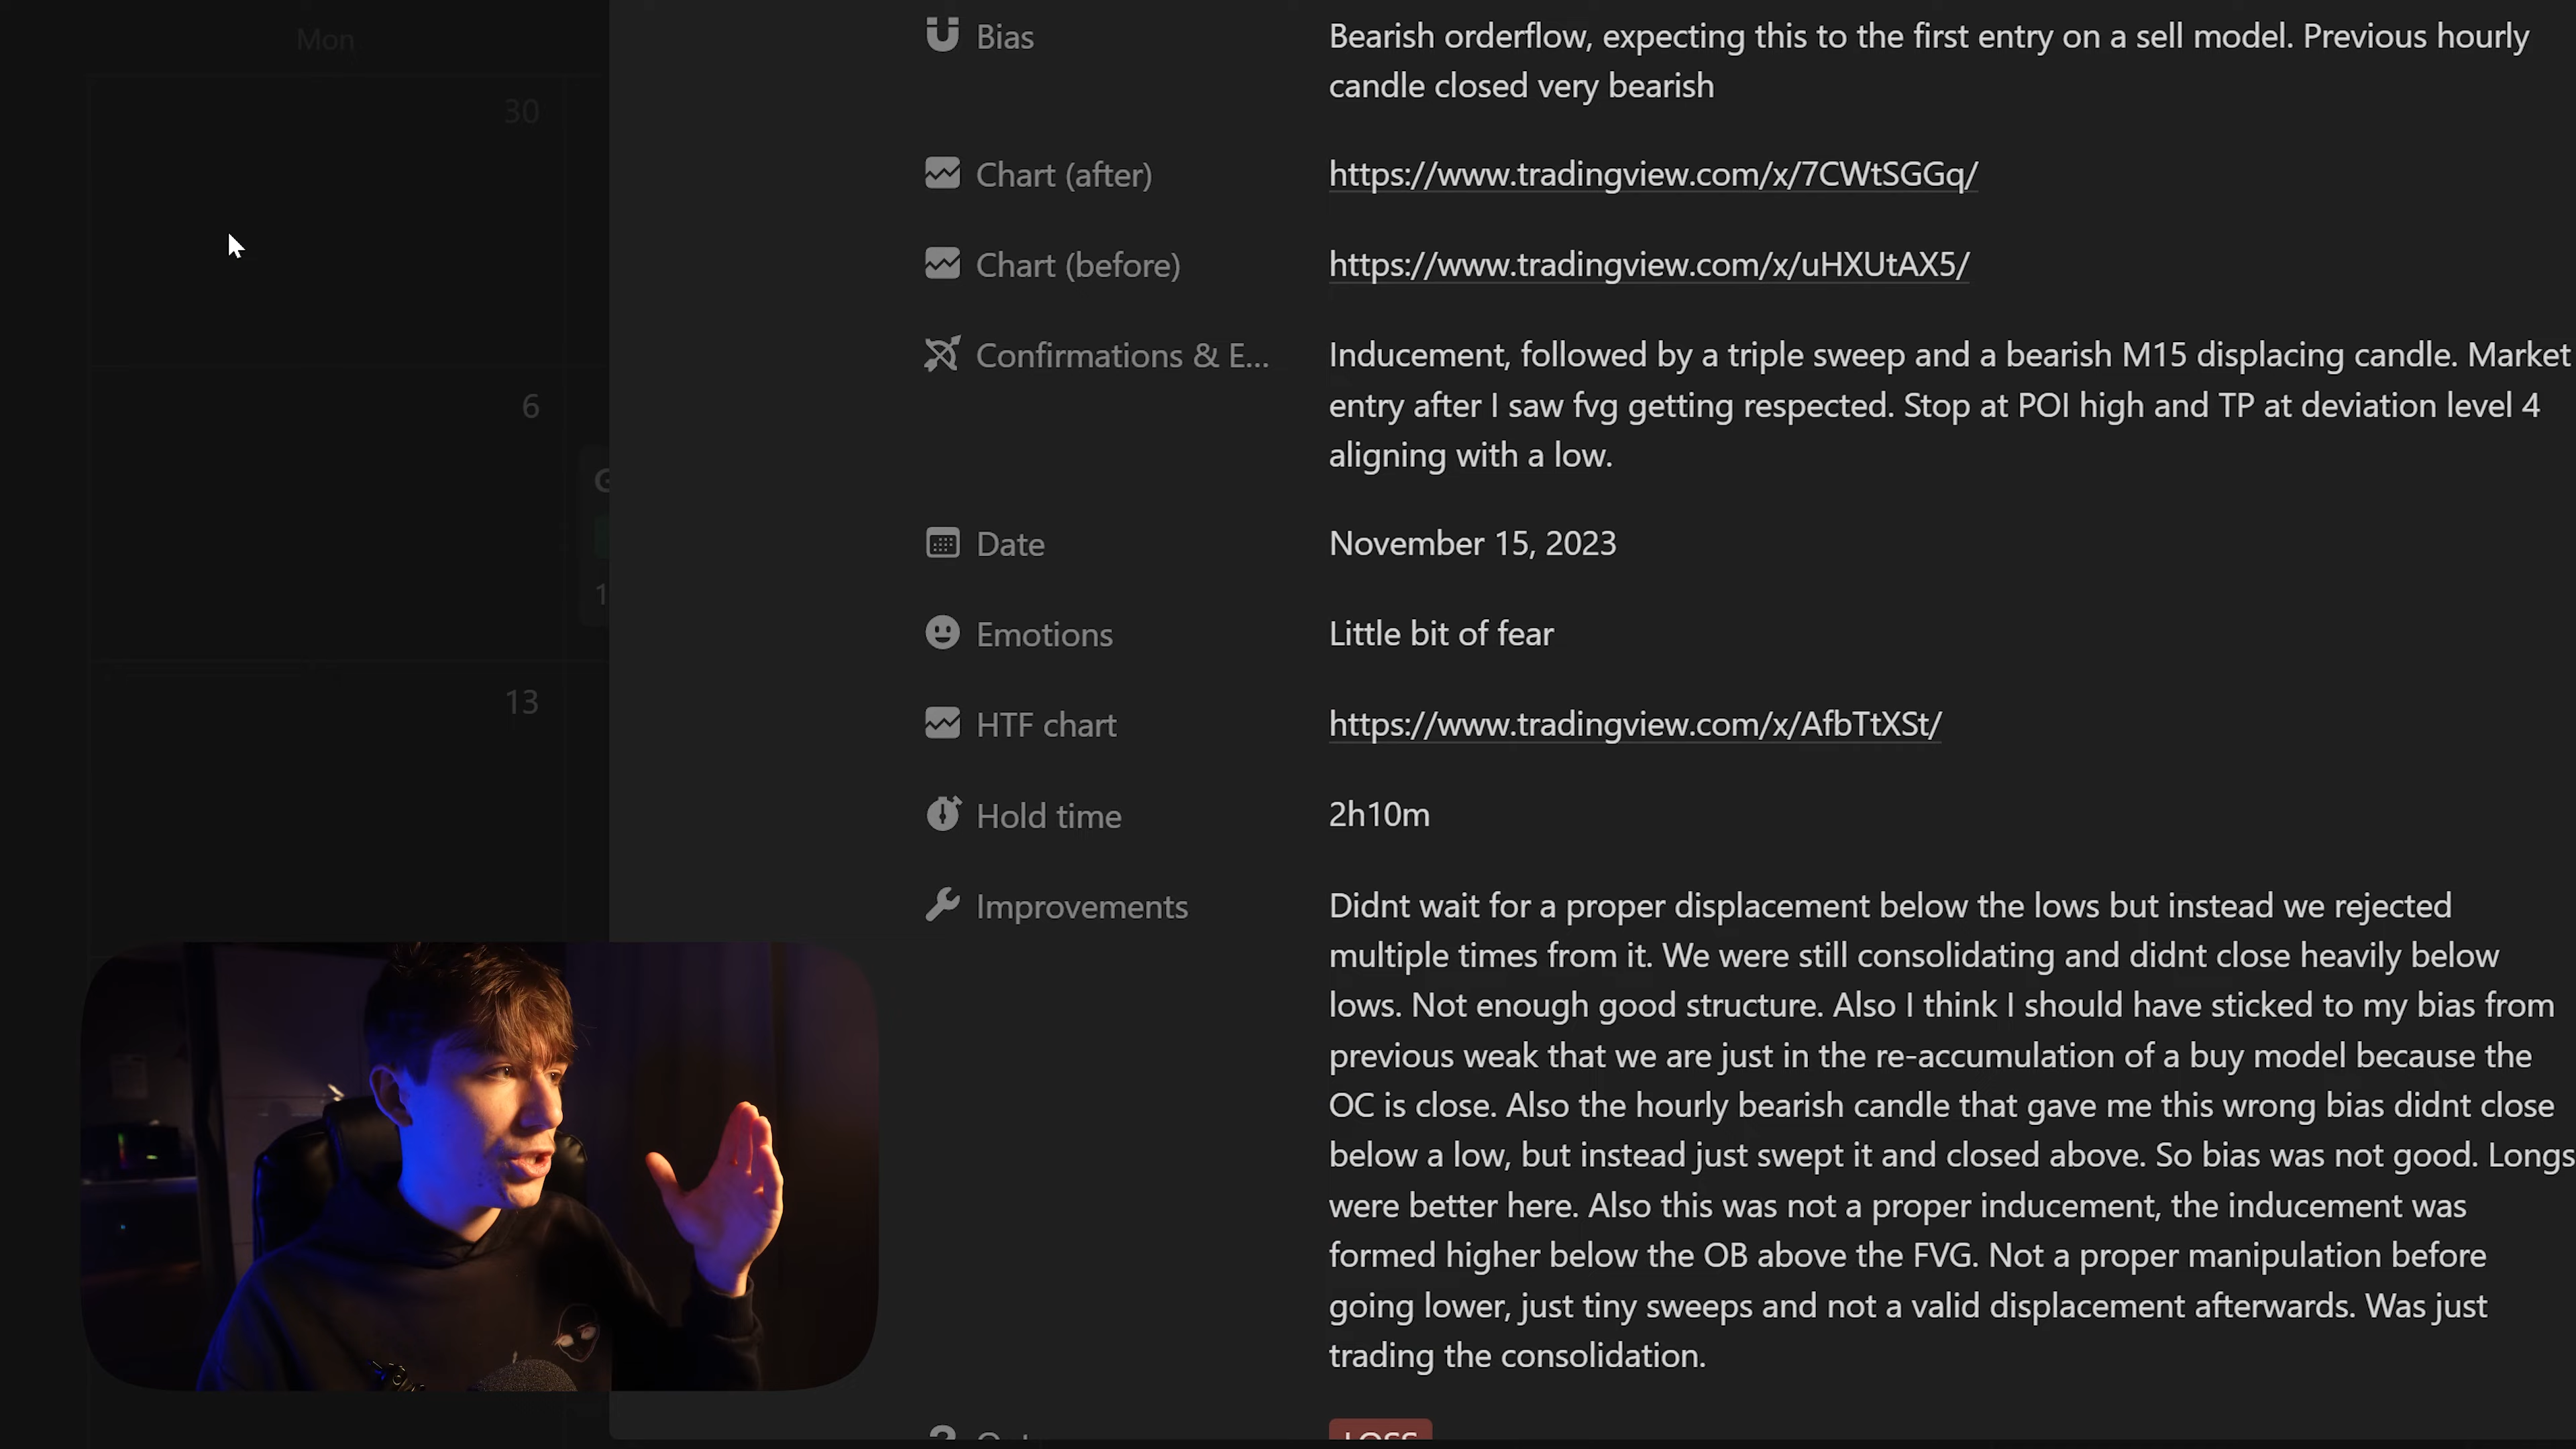 Mon
30
6
G
1
13
Bias
Bearish orderflow, expecting this to the first entry on a sell model. Previous hourly
candle closed very bearish
Chart (after)
https://www.tradingview.com/x/7CWtSGGq/
Chart (before)
https://www.tradingview.com/x/uHXUtAX5/
Confirmations & E...
Inducement, followed by a triple sweep and a bearish M15 displacing candle. Market
entry after I saw fvg getting respected. Stop at POI high and TP at deviation level 4
aligning with a low.
Date
November 15, 2023
Emotions
Little bit of fear
HTF chart
https://www.tradingview.com/x/AfbTtXSt/
Hold time
2h10m
Improvements
Didnt wait for a proper displacement below the lows but instead we rejected
multiple times from it. We were still consolidating and didnt close heavily below
lows. Not enough good structure. Also I think I should have sticked to my bias from
previous weak that we are just in the re-accumulation of a buy model because the
OC is close. Also the hourly bearish candle that gave me this wrong bias didnt close
below a low, but instead just swept it and closed above. So bias was not good. Longs
were better here. Also this was not a proper inducement, the inducement was
formed higher below the OB above the FVG. Not a proper manipulation before
going lower, just tiny sweeps and not a valid displacement afterwards. Was just
trading the consolidation.
LOSS